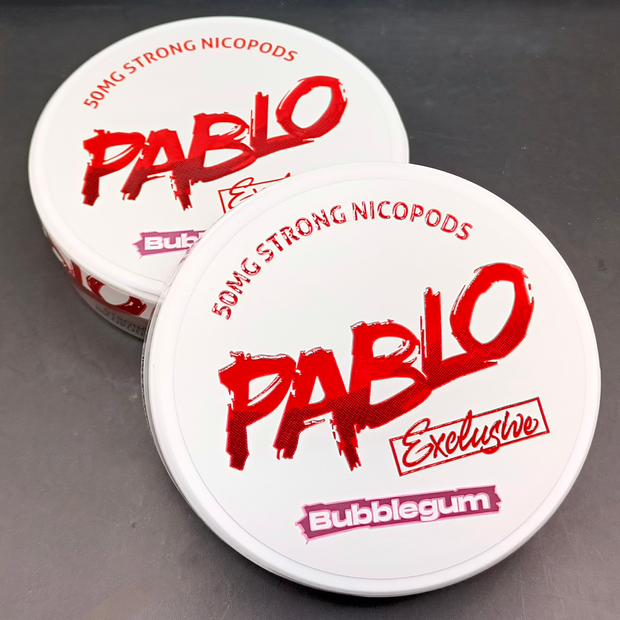 50MG STRONG NICOPODS
PABLO
Bubb
50MG STRONG NICOPODS
PABLO
Exclusive
Bubblegum